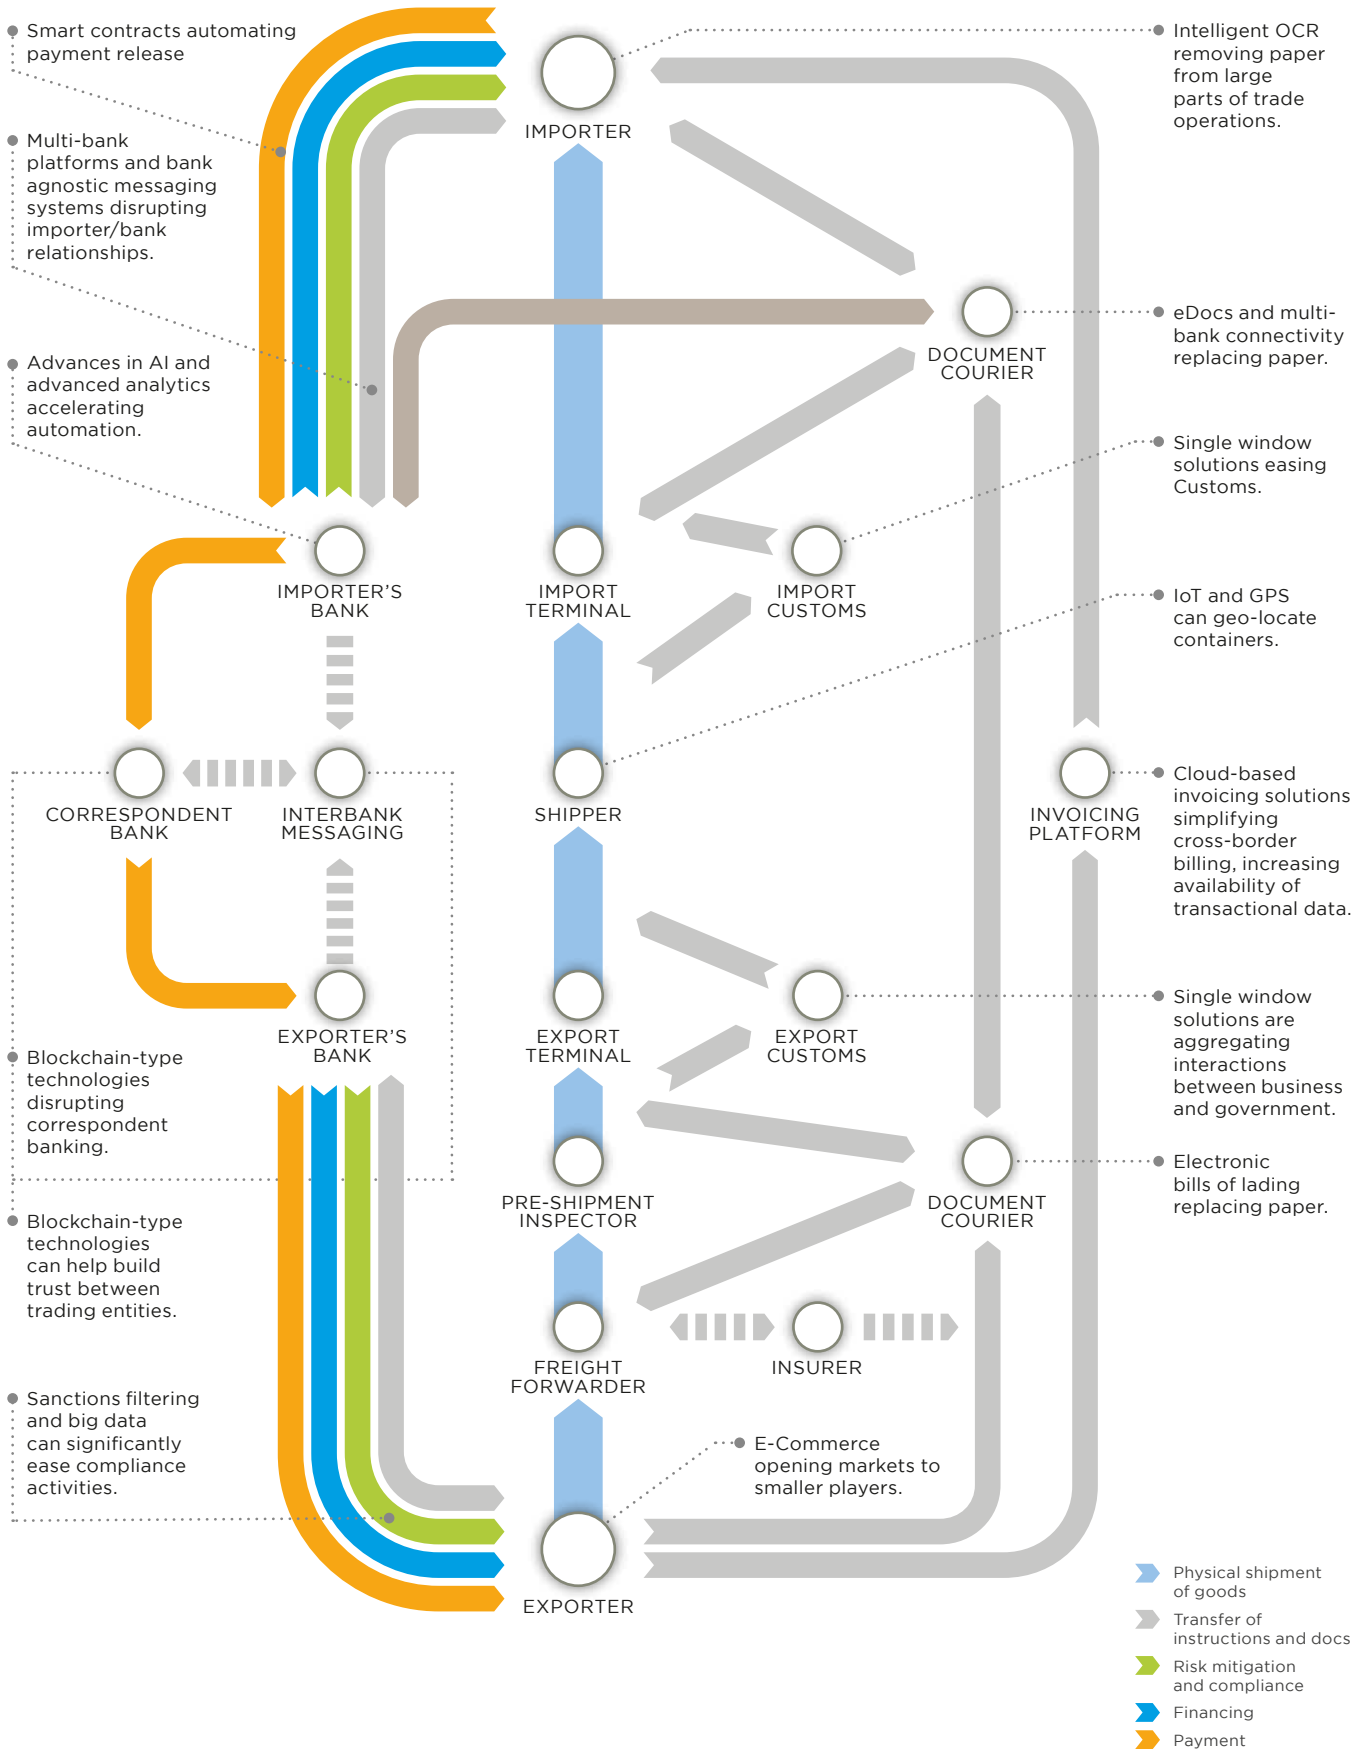 Smart contracts automating
payment release
Multi-bank
platforms and bank
agnostic messaging
systems disrupting
importer/bank
relationships.
Advances in AI and
advanced analytics
accelerating
automation.
IMPORTER
Intelligent OCR
removing paper
from large
parts of trade
operations.
DOCUMENT
COURIER
eDocs and multi-
bank connectivity
replacing paper.
Single window
solutions easing
Customs.
IMPORTER'S
BANK
IMPORT
TERMINAL
IMPORT
CUSTOMS
IoT and GPS
can geo-locate
containers.
CORRESPONDENT
BANK
INTERBANK
MESSAGING
SHIPPER
INVOICING
PLATFORM
Cloud-based
invoicing solutions
simplifying
cross-border
billing, increasing
availability of
transactional data.
EXPORTER'S
BANK
EXPORT
TERMINAL
EXPORT
CUSTOMS
Single window
solutions are
aggregating
interactions
between business
and government.
Blockchain-type
technologies
disrupting
correspondent
banking.
PRE-SHIPMENT
INSPECTOR
DOCUMENT
COURIER
Electronic
bills of lading
replacing paper.
Blockchain-type
technologies
can help build
trust between
trading entities.
FREIGHT
FORWARDER
INSURER
Sanctions filtering
and big data
can significantly
ease compliance
activities.
E-Commerce
opening markets to
smaller players.
EXPORTER
Physical shipment
of goods
Transfer of
instructions and docs
Risk mitigation
and compliance
Financing
Payment